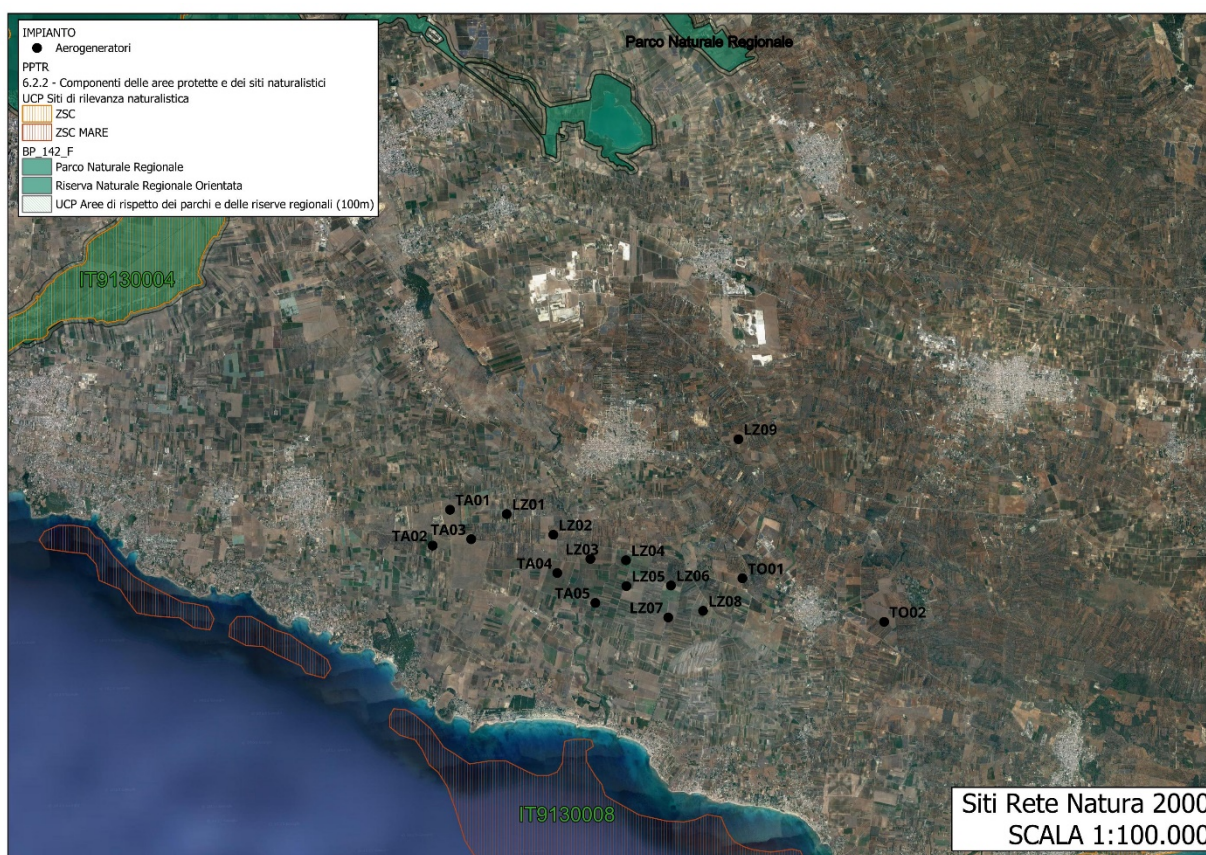 IMPIANTO
Aerogeneratori
PPTR
6.2.2 - Componenti delle aree protette e dei siti naturalistici
UCP Siti di rilevanza naturalistica
ZSC
ZSC MARE
BP_142_F
Parco Naturale Regionale
Riserva Naturale Regionale Orientata
UCP Aree di rispetto dei parchi e delle riserve regionali (100m)
Parco Naturale Regionale
IT9130004
LZ09
TA01
LZ01
TA02
TA03
LZ02
LZ03
LZ04
TA04
LZ05
LZ06
TO01
TA05
LZ07
LZ08
TO02
IT9130008
Siti Rete Natura 2000
SCALA 1:100.000